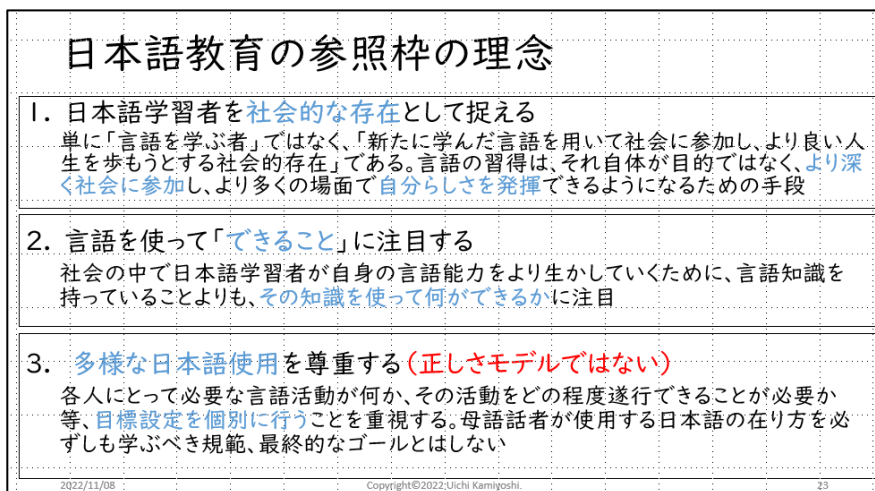 日本語教育の参照枠の理念
1. 日本語学習者を社会的な存在として捉える
単に「言語を学ぶ者」ではなく、「新たに学んだ言語を用いて社会に参加し、より良い人
生を歩もうとする社会的存在」である。言語の習得は、それ自体が目的ではなく、より深
く社会に参加し、より多くの場面で自分らしさを発揮できるようになるための手段
2. 言語を使って「できること」に注目する
社会の中で日本語学習者が自身の言語能力をより生かしていくために、言語知識を
持っていることよりも、その知識を使って何ができるかに注目
3. 多様な日本語使用を尊重する(正しさモデルではない)
各人にとって必要な言語活動が何か、その活動をどの程度遂行できることが必要か
等、目標設定を個別に行うことを重視する。母語話者が使用する日本語の在り方を必
ずしも学ぶべき規範、最終的なゴールとはしない
2022/11/08 Copyright©2022;Uichi Kamiyoshi. 23